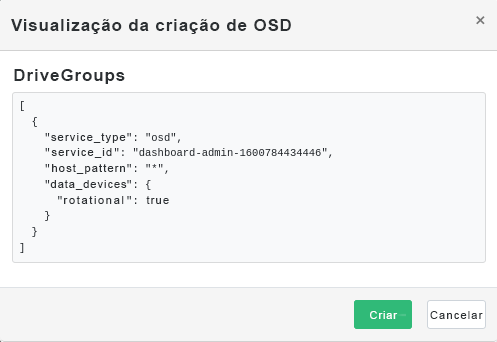 Visualização da criação de OSD
×
DriveGroups
[
  {
    "service_type": "osd",
    "service_id": "dashboard-admin-1600784434446",
    "host_pattern": "*",
    "data_devices": {
      "rotational": true
    }
  }
]
Criar
Cancelar